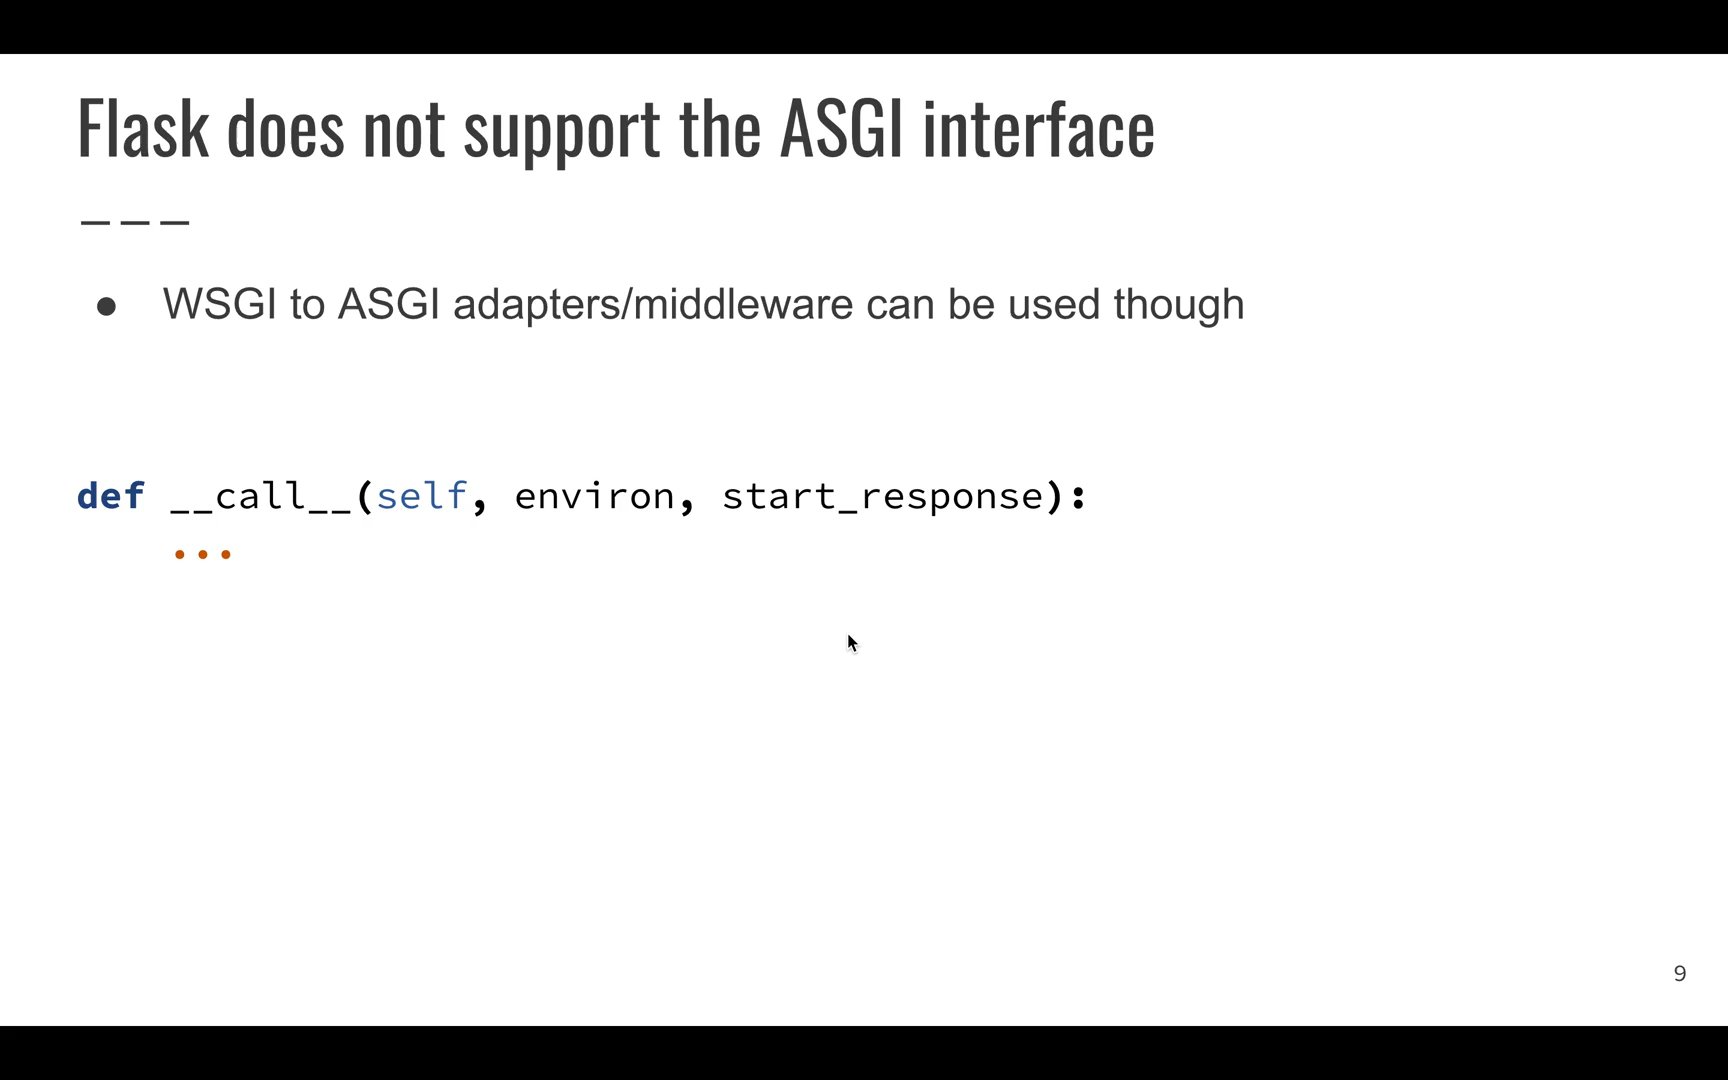 Flask does not support the ASGI interface
– – –
● WSGI to ASGI adapters/middleware can be used though
def __call__(self, environ, start_response):
...
9